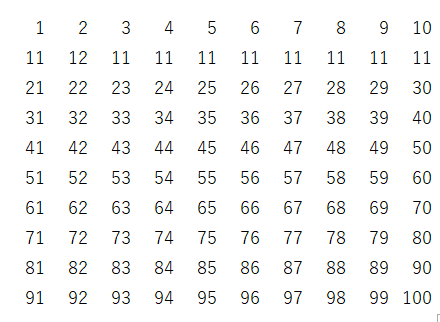 1 2 3 4 5 6 7 8 9 10
11 12 11 11 11 11 11 11 11 11
21 22 23 24 25 26 27 28 29 30
31 32 33 34 35 36 37 38 39 40
41 42 43 44 45 46 47 48 49 50
51 52 53 54 55 56 57 58 59 60
61 62 63 64 65 66 67 68 69 70
71 72 73 74 75 76 77 78 79 80
81 82 83 84 85 86 87 88 89 90
91 92 93 94 95 96 97 98 99 100